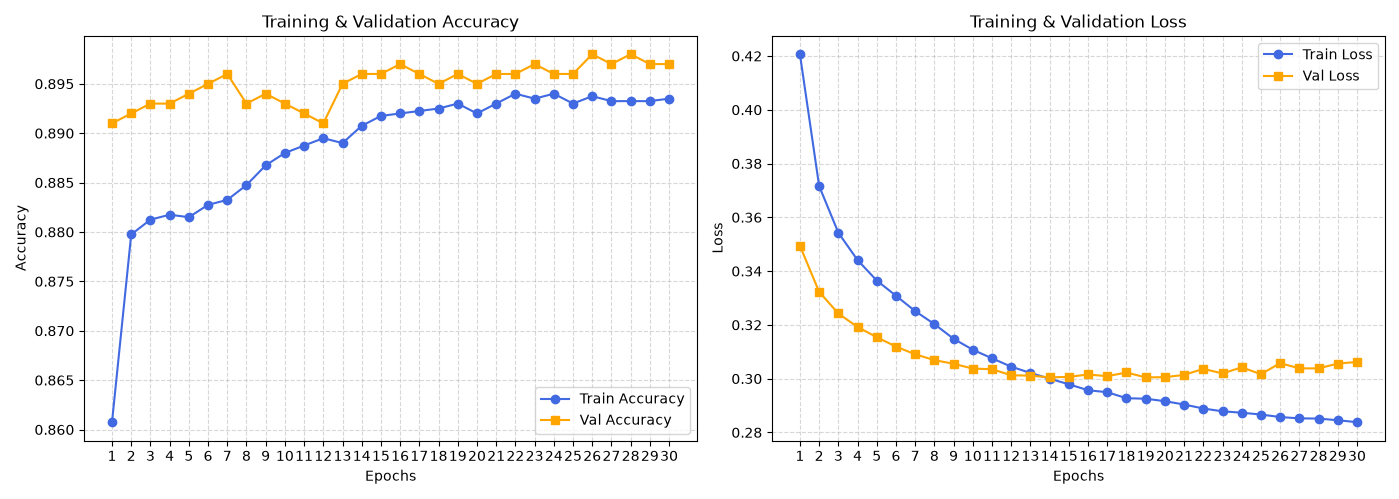 Training & Validation Accuracy
Accuracy
0.895
0.890
0.885
0.880
0.875
0.870
0.865
0.860
Train Accuracy
Val Accuracy
1 2 3 4 5 6 7 8 9 10 11 12 13 14 15 16 17 18 19 20 21 22 23 24 25 26 27 28 29 30
Epochs
Training & Validation Loss
Loss
0.42
0.40
0.38
0.36
0.34
0.32
0.30
0.28
Train Loss
Val Loss
1 2 3 4 5 6 7 8 9 10 11 12 13 14 15 16 17 18 19 20 21 22 23 24 25 26 27 28 29 30
Epochs